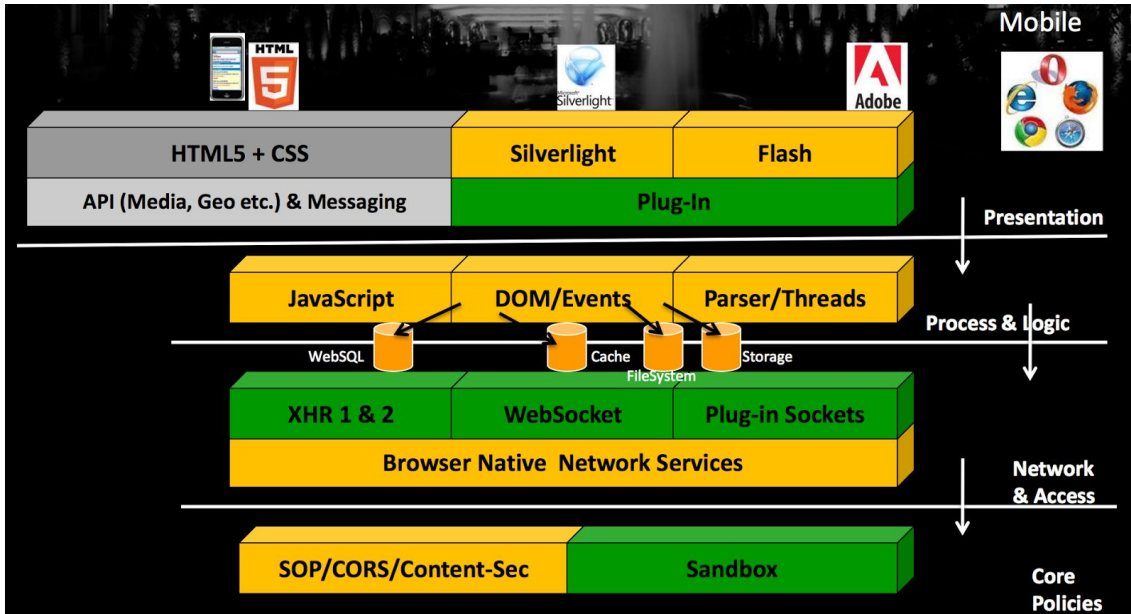 Mobile
HTML
5
Microsoft®
Silverlight
Adobe
HTML5 + CSS
Silverlight
Flash
API (Media, Geo etc.) & Messaging
Plug-In
Presentation
JavaScript
DOM/Events
Parser/Threads
Process & Logic
WebSQL
Cache
Storage
FileSystem
XHR 1 & 2
WebSocket
Plug-in Sockets
Browser Native Network Services
Network
& Access
SOP/CORS/Content-Sec
Sandbox
Core
Policies